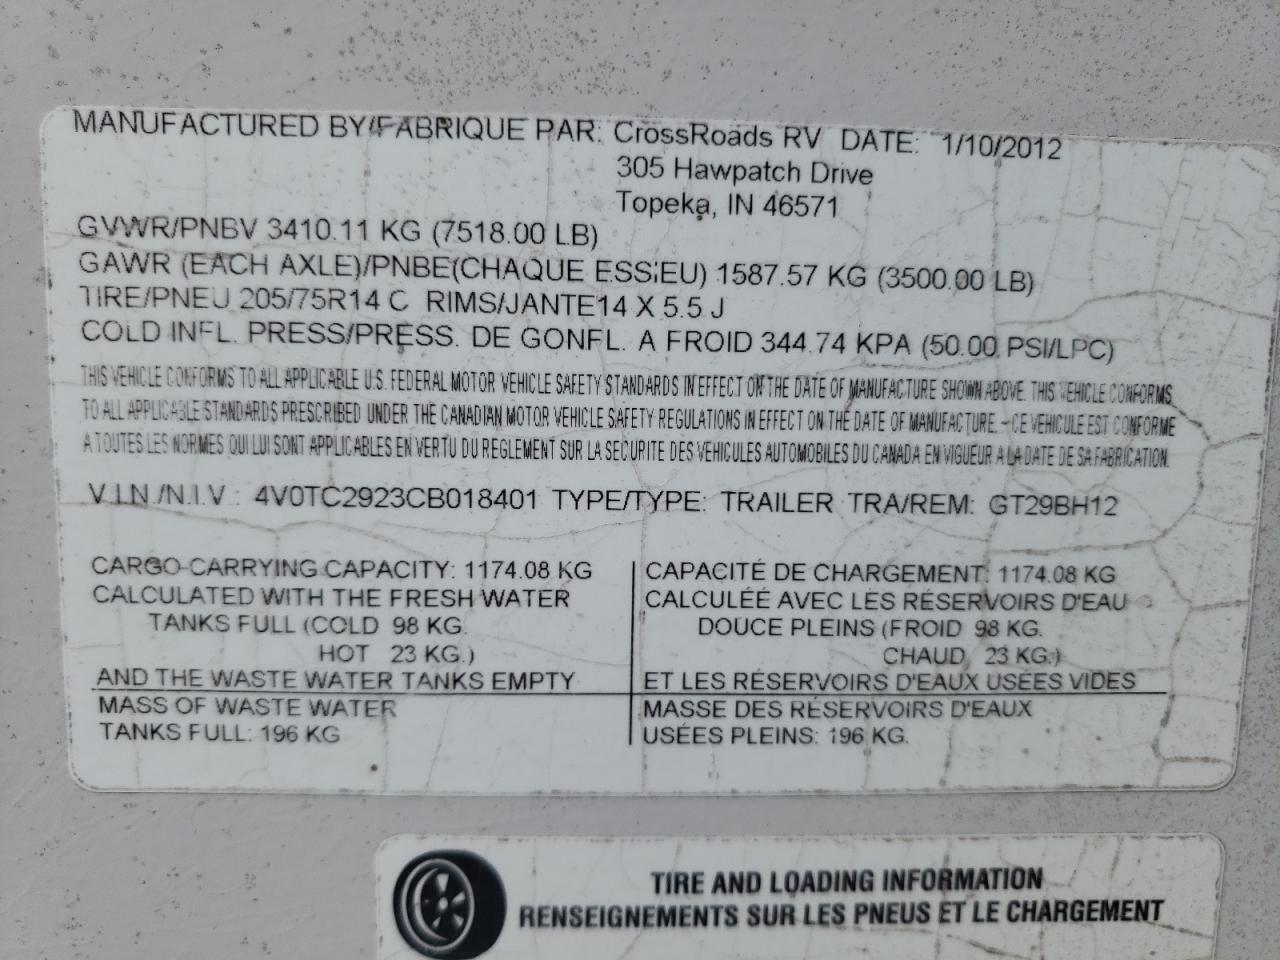 MANUFACTURED BY/FABRIQUE PAR: CrossRoads RV DATE: 1/10/2012
305 Hawpatch Drive
Topeka, IN 46571
GVWR/PNBV 3410.11 KG (7518.00 LB)
GAWR (EACH AXLE)/PNBE(CHAQUE ESSIEU) 1587.57 KG (3500.00 LB)
TIRE/PNEU 205/75R14 C RIMS/JANTE14 X 5.5 J
COLD INFL. PRESS/PRESS. DE GONFL. A FROID 344.74 KPA (50.00 PSI/LPC)
THIS VEHICLE CONFORMS TO ALL APPLICABLE U.S. FEDERAL MOTOR VEHICLE SAFETY STANDARDS IN EFFECT ON THE DATE OF MANUFACTURE SHOWN ABOVE. THIS VEHICLE CONFORMS
TO ALL APPLICABLE STANDARDS PRESCRIBED UNDER THE CANADIAN MOTOR VEHICLE SAFETY REGULATIONS IN EFFECT ON THE DATE OF MANUFACTURE. - CE VEHICULE EST CONFORME
A TOUTES LES NORMES QUI LUI SONT APPLICABLES EN VERTU DU REGLEMENT SUR LA SECURITE DES VEHICULES AUTOMOBILES DU CANADA EN VIGUEUR A LA DATE DE SA FABRICATION.
V.I.N./N.I.V.: 4V0TC2923CB018401 TYPE/TYPE: TRAILER TRA/REM: GT29BH12
CARGO CARRYING CAPACITY: 1174.08 KG
CALCULATED WITH THE FRESH WATER
TANKS FULL (COLD 98 KG.
HOT 23 KG.)
AND THE WASTE WATER TANKS EMPTY
MASS OF WASTE WATER
TANKS FULL: 196 KG
CAPACITÉ DE CHARGEMENT: 1174.08 KG
CALCULÉE AVEC LES RÉSERVOIRS D'EAU
DOUCE PLEINS (FROID 98 KG.
CHAUD 23 KG.)
ET LES RÉSERVOIRS D'EAUX USÉES VIDES
MASSE DES RÉSERVOIRS D'EAUX
USÉES PLEINS: 196 KG.
TIRE AND LOADING INFORMATION
RENSEIGNEMENTS SUR LES PNEUS ET LE CHARGEMENT